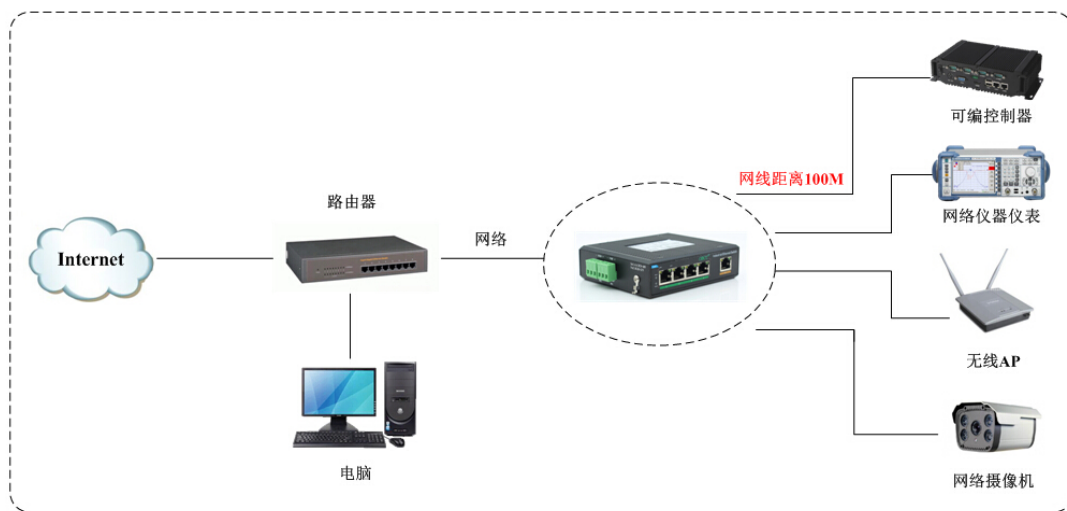 可编控制器
网线距离100M
网络仪器仪表
路由器
网络
Internet
无线AP
电脑
网络摄像机